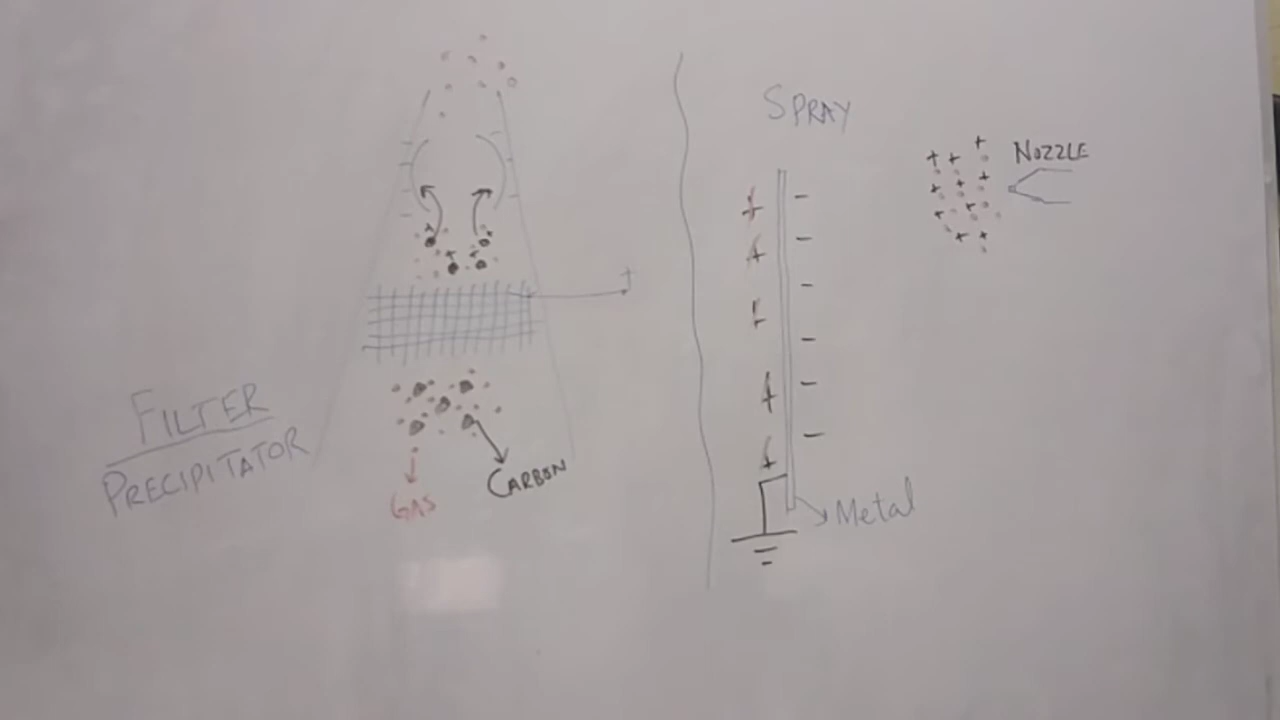 FILTER
PRECIPITATOR
GAS
CARBON
SPRAY
NOZZLE
Metal